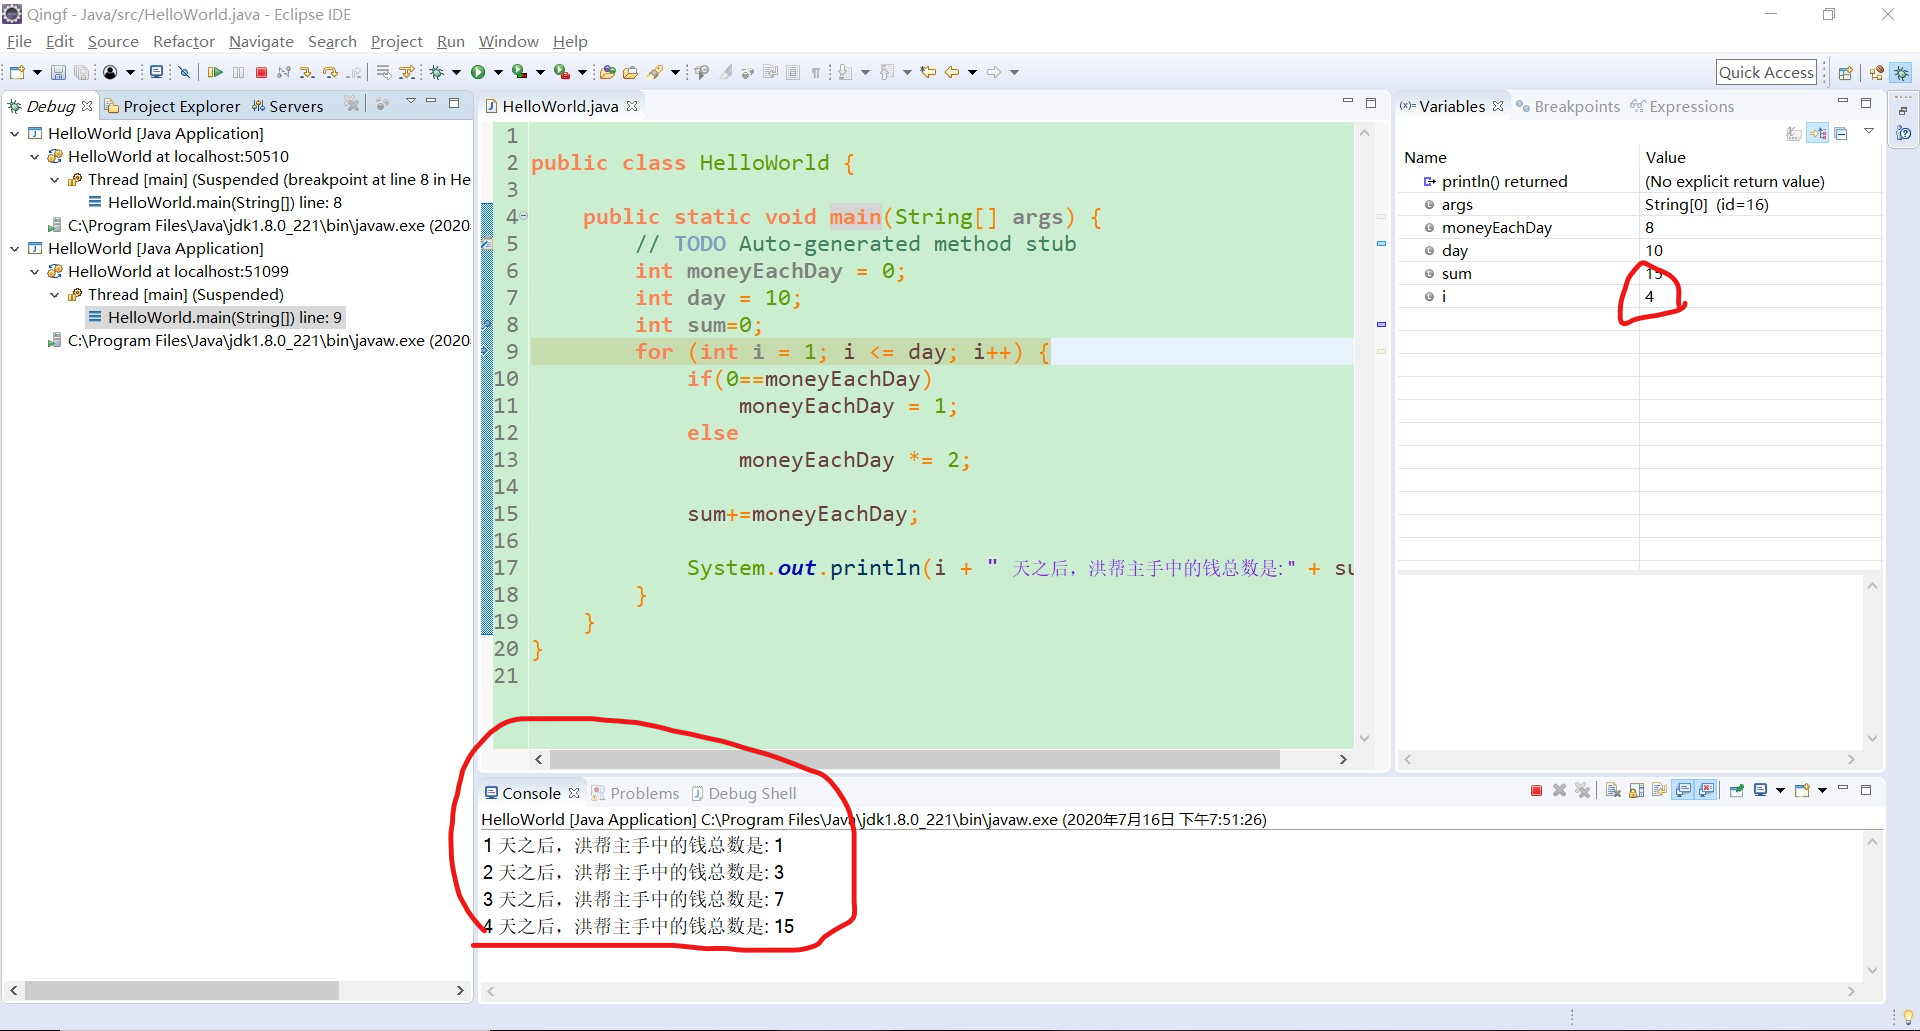 Qingf - Java/src/HelloWorld.java - Eclipse IDE
File Edit Source Refactor Navigate Search Project Run Window Help
Quick Access
Debug Project Explorer Servers
HelloWorld [Java Application]
HelloWorld at localhost:50510
Thread [main] (Suspended (breakpoint at line 8 in He
HelloWorld.main(String[]) line: 8
C:\Program Files\Java\jdk1.8.0_221\bin\javaw.exe (2020
HelloWorld [Java Application]
HelloWorld at localhost:51099
Thread [main] (Suspended)
HelloWorld.main(String[]) line: 9
C:\Program Files\Java\jdk1.8.0_221\bin\javaw.exe (2020
HelloWorld.java
1
2 public class HelloWorld {
3
4 public static void main(String[] args) {
5 // TODO Auto-generated method stub
6 int moneyEachDay = 0;
7 int day = 10;
8 int sum=0;
9 for (int i = 1; i <= day; i++) {
10 if(0==moneyEachDay)
11 moneyEachDay = 1;
12 else
13 moneyEachDay *= 2;
14
15 sum+=moneyEachDay;
16
17 System.out.println(i + " 天之后，洪帮主手中的钱总数是:" + su
18 }
19 }
20 }
21
Variables Breakpoints Expressions
Name Value
println() returned (No explicit return value)
args String[0] (id=16)
moneyEachDay 8
day 10
sum 15
i 4
Console Problems Debug Shell
HelloWorld [Java Application] C:\Program Files\Java\jdk1.8.0_221\bin\javaw.exe (2020年7月16日 下午7:51:26)
1 天之后，洪帮主手中的钱总数是: 1
2 天之后，洪帮主手中的钱总数是: 3
3 天之后，洪帮主手中的钱总数是: 7
4 天之后，洪帮主手中的钱总数是: 15